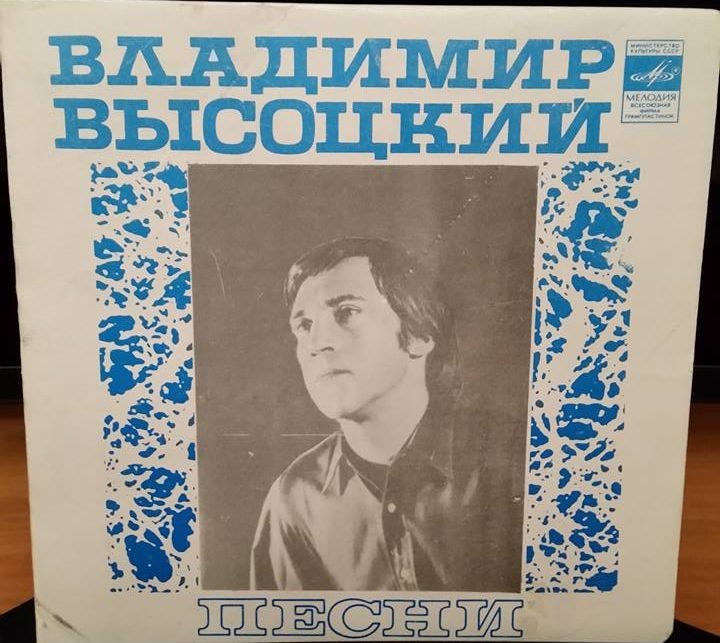 ВЛАДИМИР
ВЫСОЦКИЙ
МИНИСТЕРСТВО
КУЛЬТУРЫ СССР
МЕЛОДИЯ
ВСЕСОЮЗНАЯ
ФИРМА
ГРАМПЛАСТИНОК
ПЕСНИ